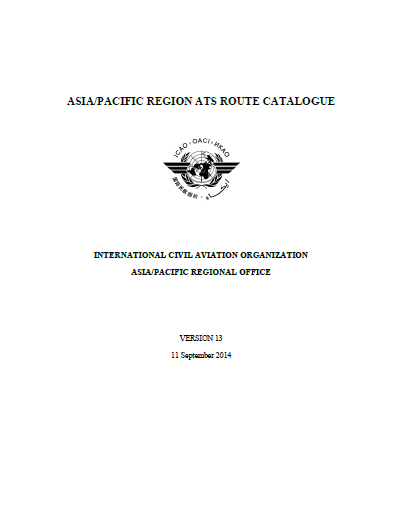 ASIA/PACIFIC REGION ATS ROUTE CATALOGUE
ICAO · OACI · ИКАО
INTERNATIONAL CIVIL AVIATION ORGANIZATION
ASIA/PACIFIC REGIONAL OFFICE
VERSION 13
11 September 2014